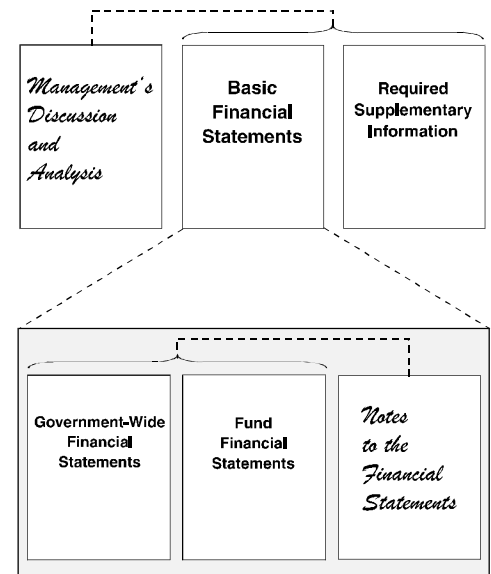 Management's
Discussion
and
Analysis
Basic
Financial
Statements
Required
Supplementary
Information
Government-Wide
Financial
Statements
Fund
Financial
Statements
Notes
to the
Financial
Statements